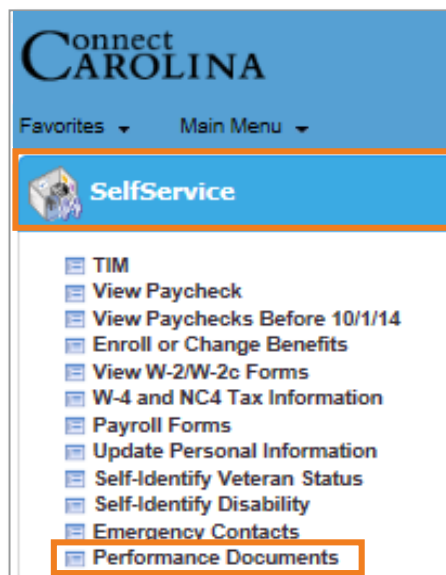 Connect
CAROLINA
Favorites Main Menu
SelfService
TIM
View Paycheck
View Paychecks Before 10/1/14
Enroll or Change Benefits
View W-2/W-2c Forms
W-4 and NC4 Tax Information
Payroll Forms
Update Personal Information
Self-Identify Veteran Status
Self-Identify Disability
Emergency Contacts
Performance Documents